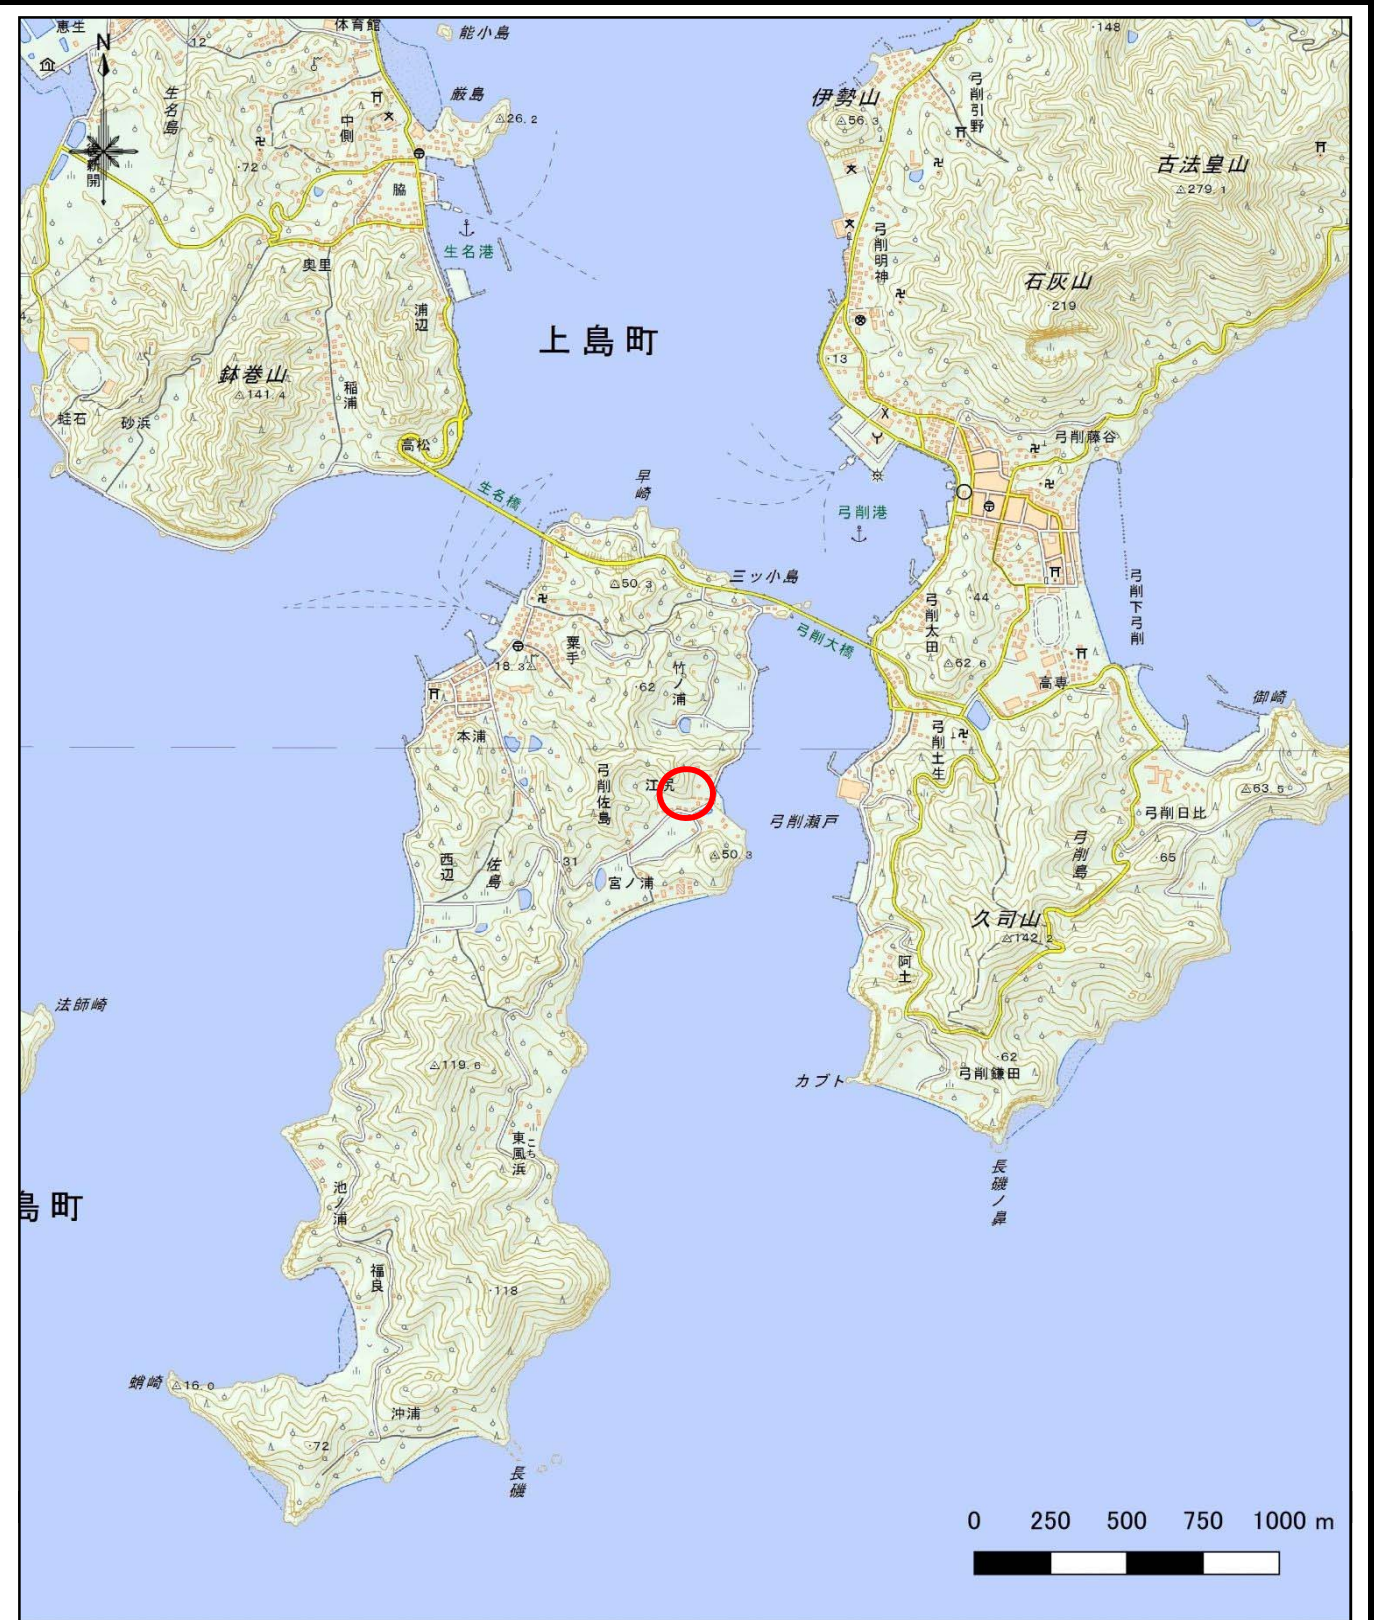 恵生
体育館
能小島
N
12
生名島
中側
厳島
26.2
後新開
72
脇
生名港
奥里
浦辺
鉢巻山
141.4
稲浦
蛙石
砂浜
高松
生名橋
上島町
148
伊勢山
56.3
弓削引野
古法皇山
279.1
弓削明神
石灰山
219
13
弓削藤谷
弓削港
早崎
三ッ小島
50.3
弓削大橋
弓削太田
44
62.6
弓削下弓削
高専
御崎
粟手
18.3
62
竹ノ浦
本浦
弓削土生
弓削佐島
江尻
弓削瀬戸
63.5
弓削日比
弓削島
65
西辺
佐島
31
宮ノ浦
50.3
久司山
142.2
阿土
法師崎
119.6
カブト
62
弓削鎌田
東風浜
こち
長磯ノ鼻
島町
池ノ浦
福良
118
蛸崎
16.0
沖浦
72
長磯
0 250 500 750 1000 m